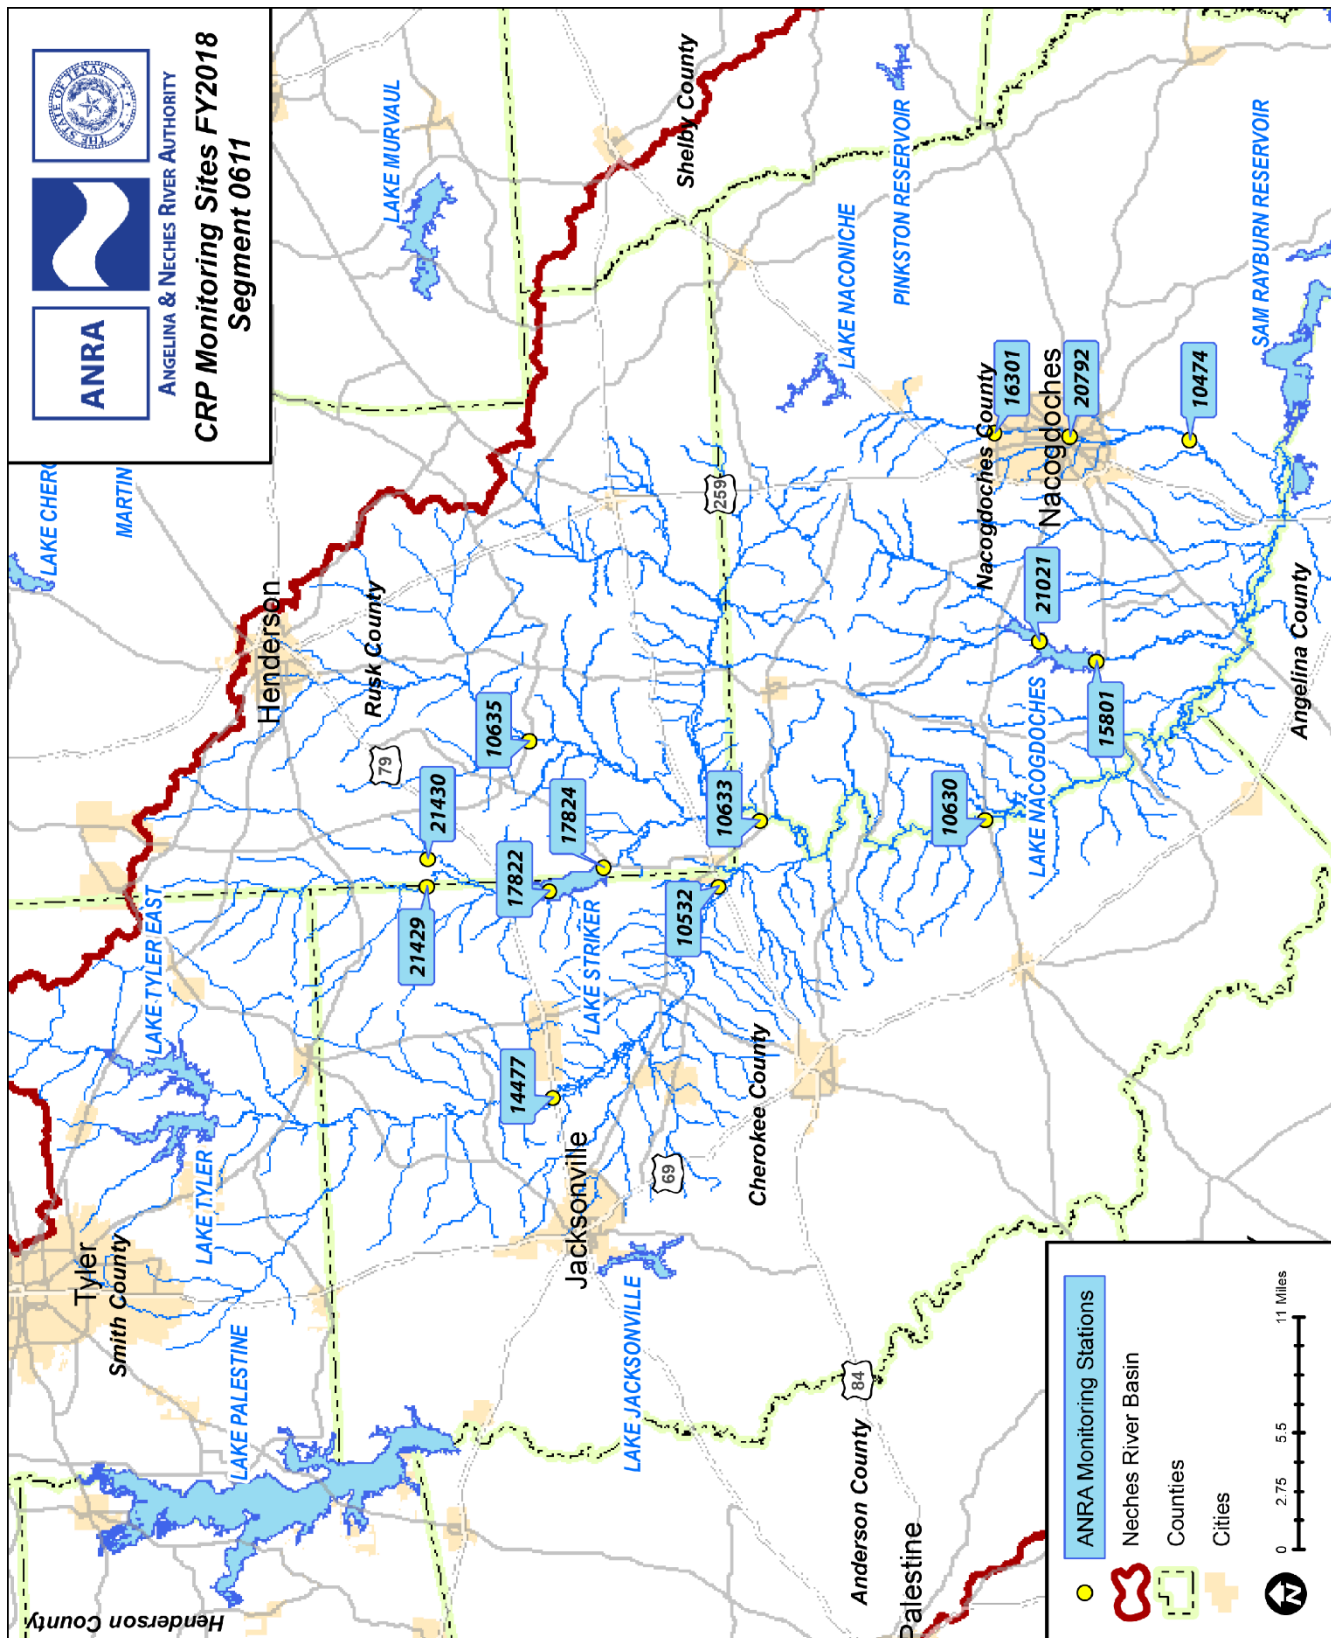 ANRA
THE STATE OF TEXAS
ANGELINA & NECHES RIVER AUTHORITY
CRP Monitoring Sites FY2018
Segment 0611
LAKE CHERO
MARTIN
LAKE MURVAUL
Shelby County
PINKSTON RESERVOIR
LAKE NACONICHE
SAM RAYBURN RESERVOIR
Henderson
Rusk County
79
259
10635
21430
21429
17822
17824
LAKE STRIKER
10633
10532
10630
LAKE NACOGDOCHES
21021
15801
Nacogdoches County
Nacogdoches
16301
20792
10474
Angelina County
LAKE TYLER EAST
LAKE TYLER
Tyler
Smith County
14477
Jacksonville
69
Cherokee County
LAKE JACKSONVILLE
LAKE PALESTINE
Henderson County
84
Anderson County
Palestine
ANRA Monitoring Stations
Neches River Basin
Counties
Cities
N
0 2.75 5.5 11 Miles